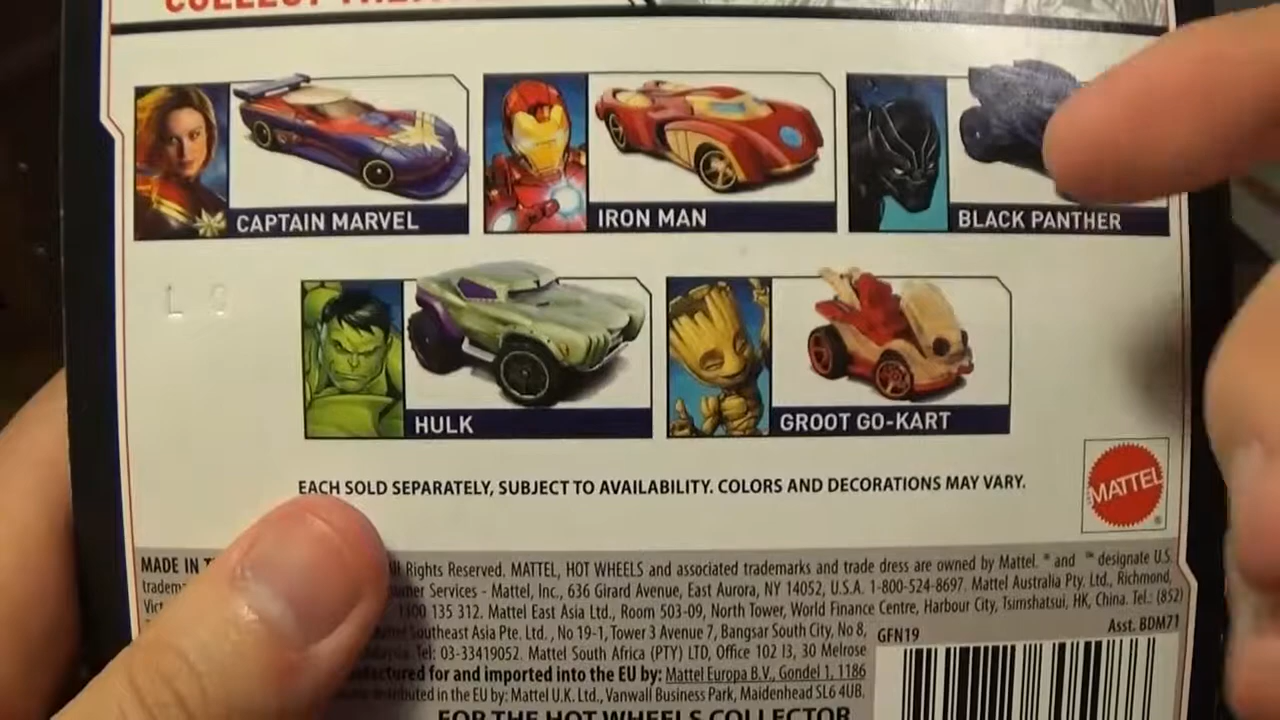 COLLECT THE
CAPTAIN MARVEL
IRON MAN
BLACK PANTHER
L 9
HULK
GROOT GO-KART
EACH SOLD SEPARATELY, SUBJECT TO AVAILABILITY. COLORS AND DECORATIONS MAY VARY.
MATTEL
®
MADE IN Rights Reserved. MATTEL, HOT WHEELS and associated trademarks and trade dress are owned by Mattel. ® and ™ designate U.S.
Services - Mattel, Inc., 636 Girard Avenue, East Aurora, NY 14052, U.S.A. 1-800-524-8697. Mattel Australia Pty. Ltd., Richmond,
135 312. Mattel East Asia Ltd., Room 503-09, North Tower, World Finance Centre, Harbour City, Tsimshatsui, HK, China. Tel.: (852)
Southeast Asia Pte. Ltd., No 19-1, Tower 3 Avenue 7, Bangsar South City, No 8,
Tel: 03-33419052. Mattel South Africa (PTY) LTD, Office 102 I3, 30 Melrose
and imported into the EU by: Mattel Europa B.V., Gondel 1, 1186
in the EU by: Mattel U.K. Ltd., Vanwall Business Park, Maidenhead SL6 4UB.
GFN19
Asst. BDM71
FOR THE HOT WHEELS COLLECTOR